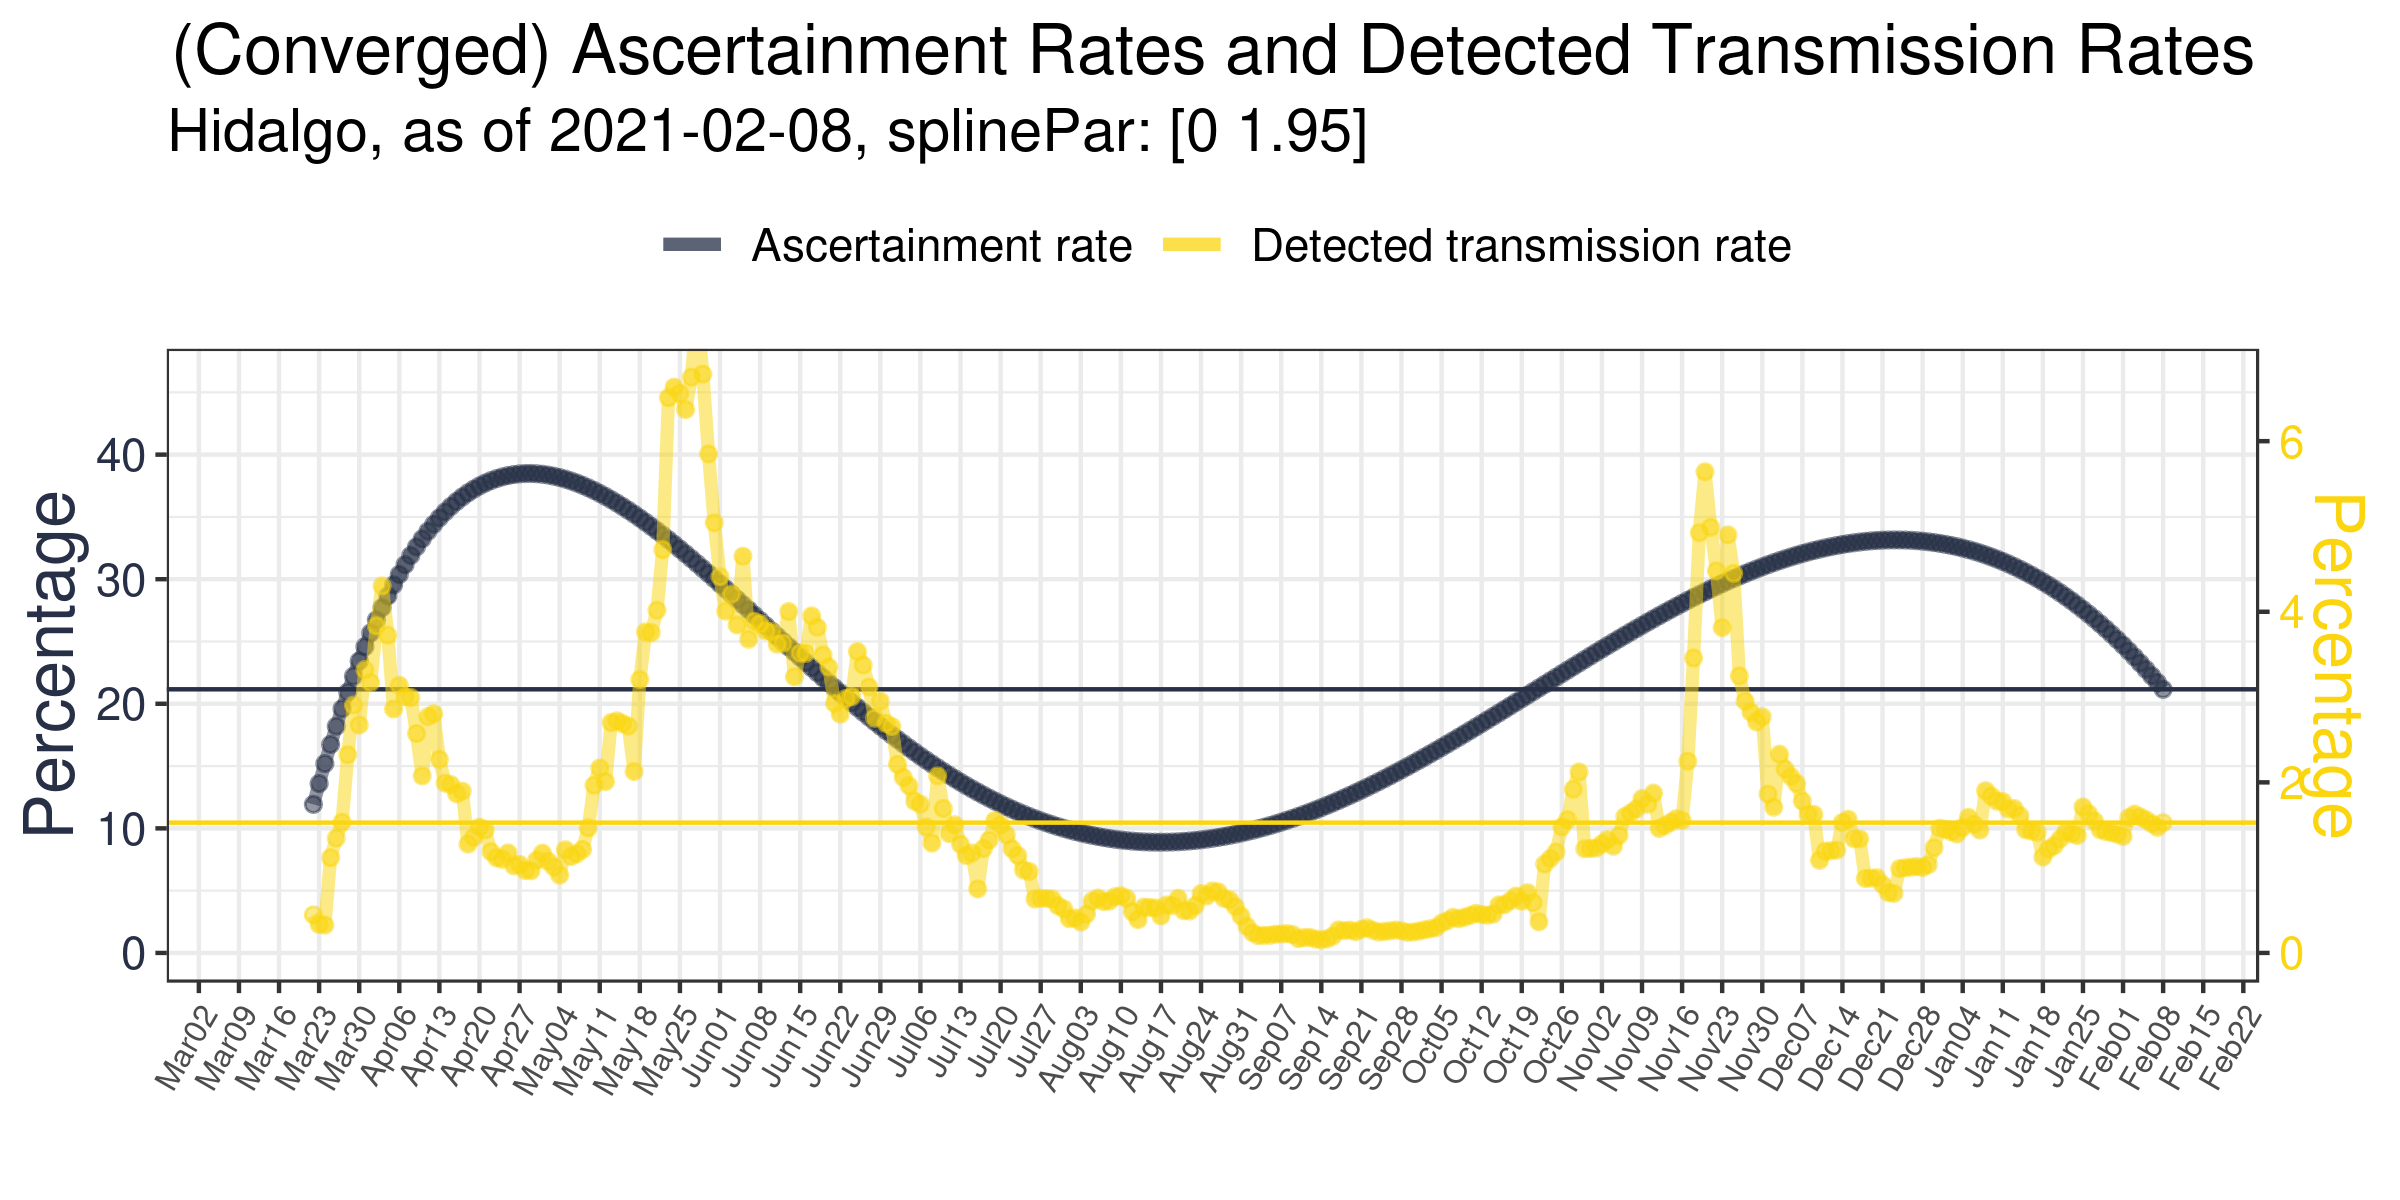 (Converged) Ascertainment Rates and Detected Transmission Rates
Hidalgo, as of 2021-02-08, splinePar: [0 1.95]
Ascertainment rate Detected transmission rate
Percentage
40
30
20
10
0
6
4
2
0
Percentage
Mar02 Mar09 Mar16 Mar23 Mar30 Apr06 Apr13 Apr20 Apr27 May04 May11 May18 May25 Jun01 Jun08 Jun15 Jun22 Jun29 Jul06 Jul13 Jul20 Jul27 Aug03 Aug10 Aug17 Aug24 Aug31 Sep07 Sep14 Sep21 Sep28 Oct05 Oct12 Oct19 Oct26 Nov02 Nov09 Nov16 Nov23 Nov30 Dec07 Dec14 Dec21 Dec28 Jan04 Jan11 Jan18 Jan25 Feb01 Feb08 Feb15 Feb22